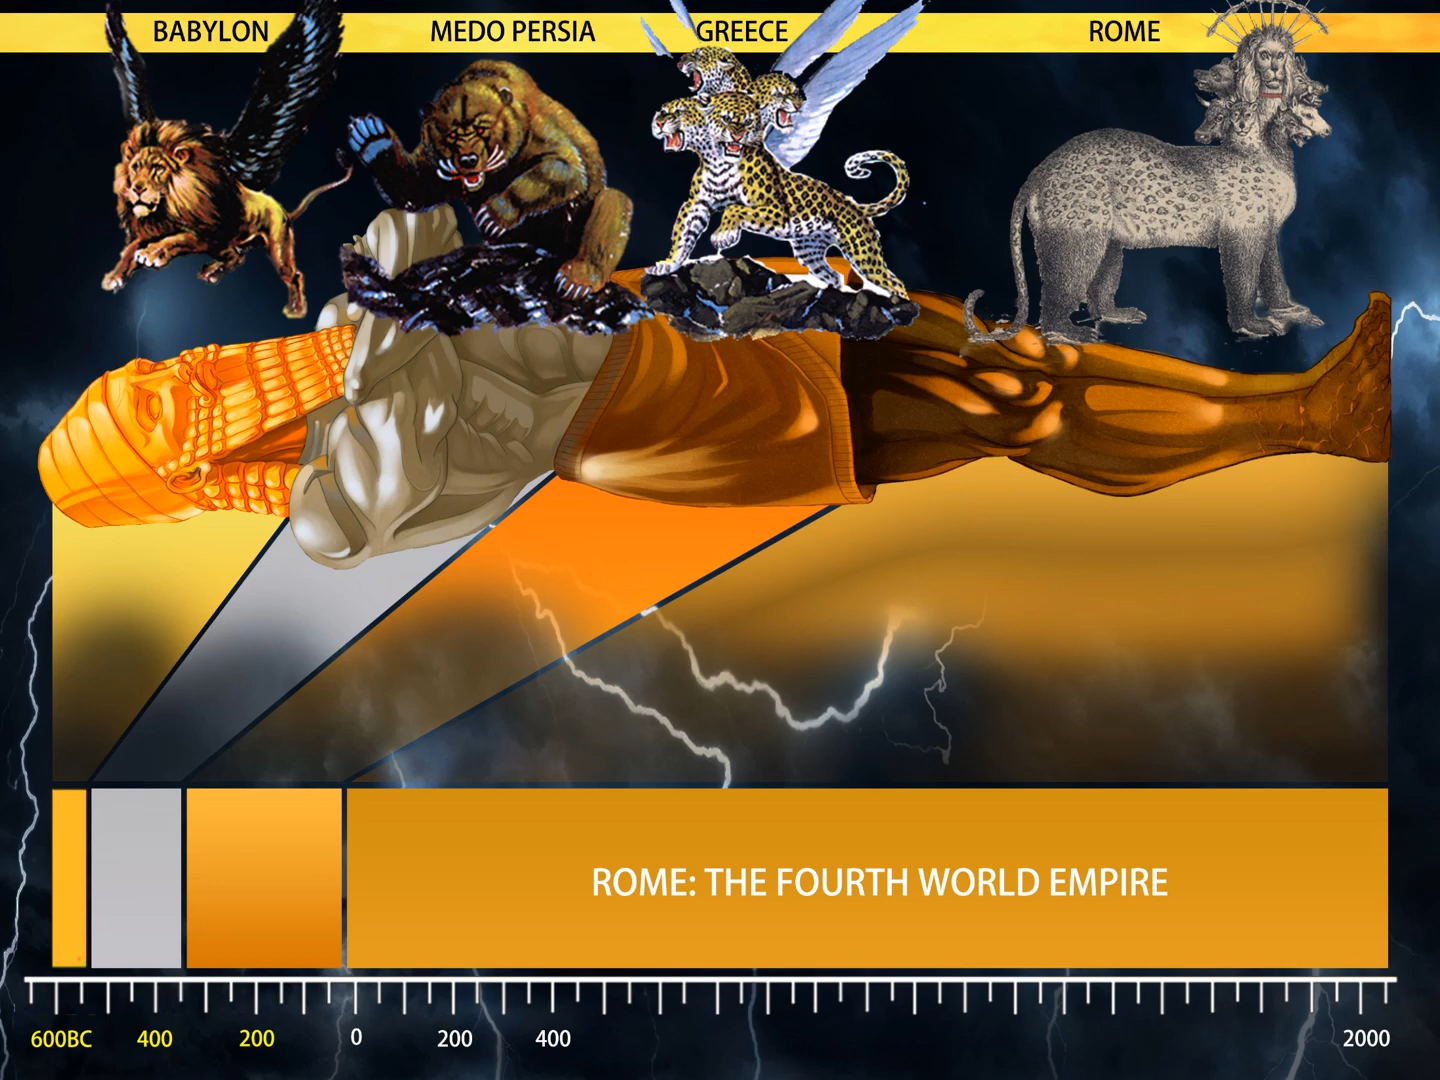 BABYLON MEDO PERSIA GREECE ROME
ROME: THE FOURTH WORLD EMPIRE
600BC 400 200 0 200 400 2000